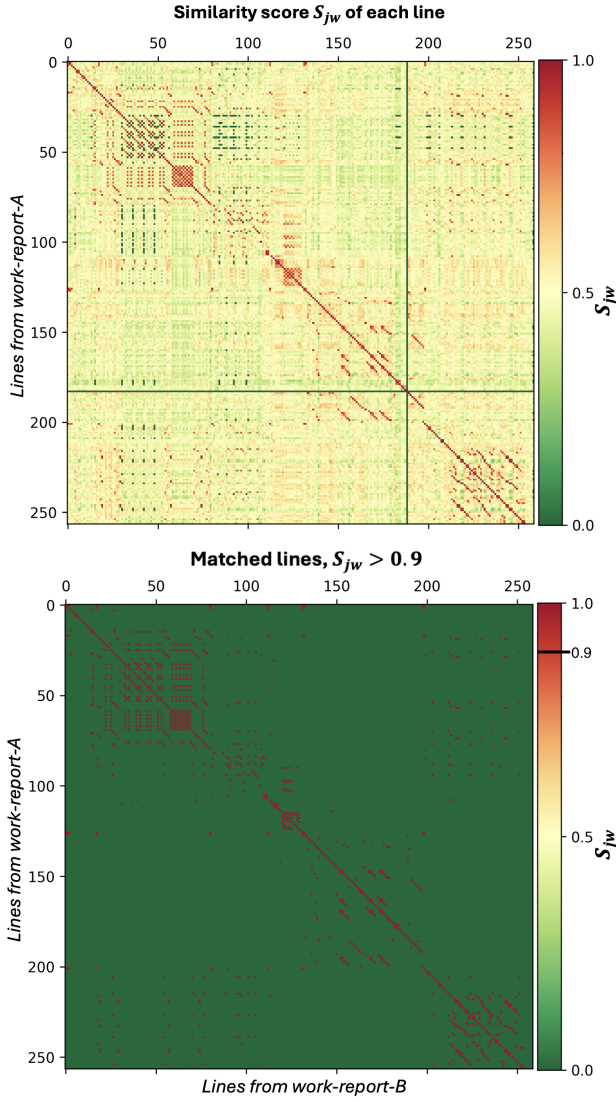 Similarity score S_jw of each line
0 50 100 150 200 250
0
50
100
150
200
250
Lines from work-report-A
1.0
0.5
0.0
S_jw
Matched lines, S_jw > 0.9
0 50 100 150 200 250
0
50
100
150
200
250
Lines from work-report-A
Lines from work-report-B
1.0
0.9
0.5
0.0
S_jw